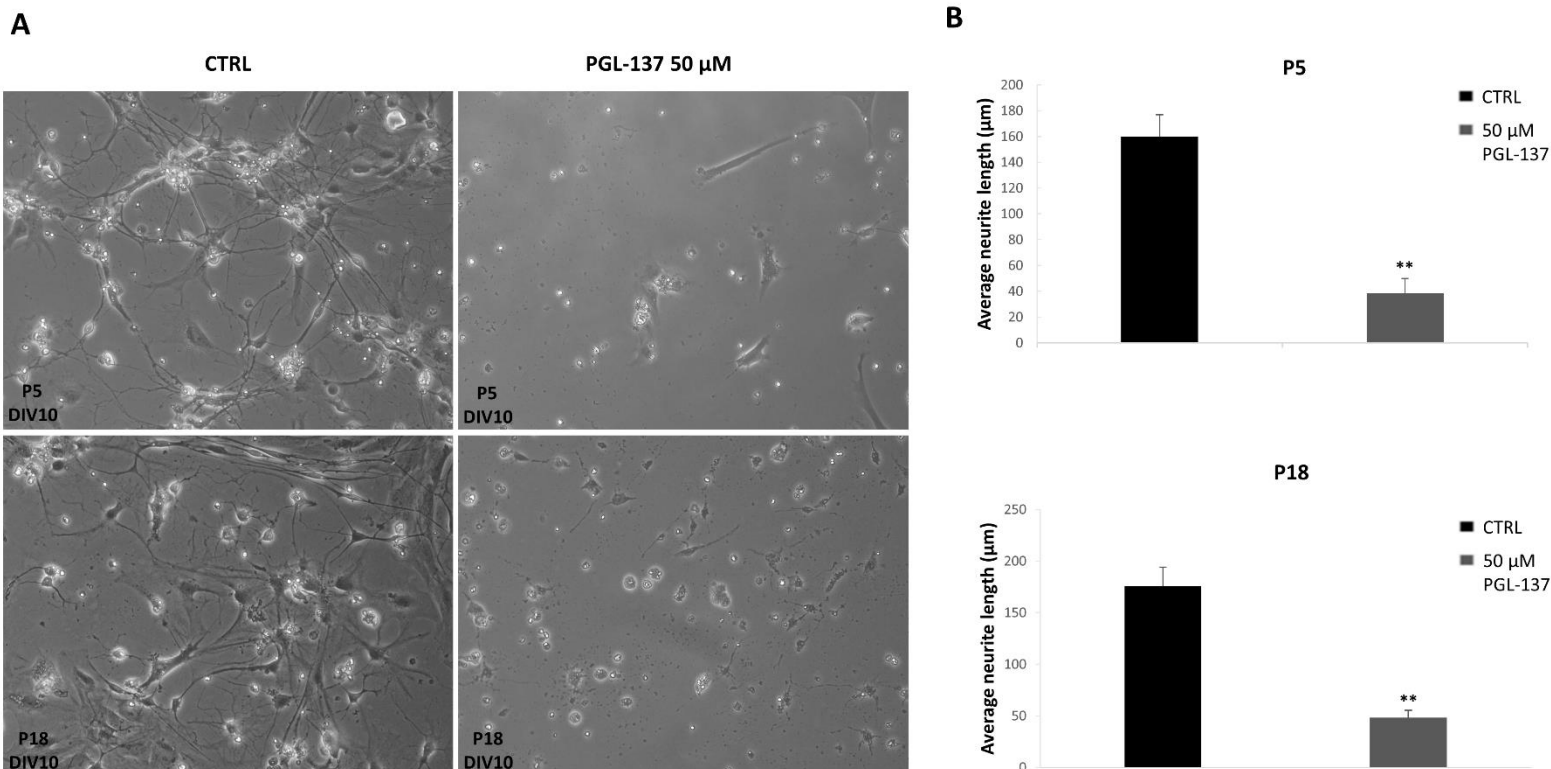 A
CTRL
PGL-137 50 μM
P5
DIV10
P5
DIV10
P18
DIV10
P18
DIV10
B
P5
Average neurite length (μm)
200
180
160
140
120
100
80
60
40
20
0
**
CTRL
50 μM
PGL-137
P18
Average neurite length (μm)
250
200
150
100
50
0
**
CTRL
50 μM
PGL-137